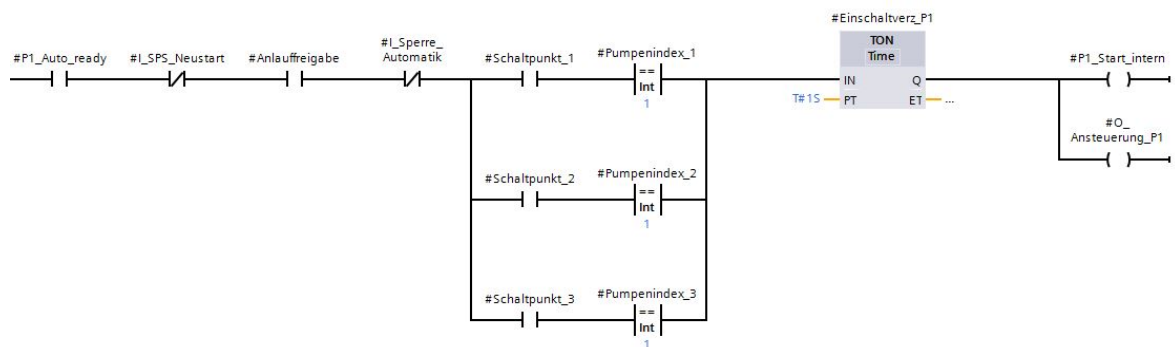 #Einschaltverz_P1
TON
Time
#P1_Auto_ready
#I_SPS_Neustart
#Anlauffreigabe
#I_Sperre_
Automatik
#Schaltpunkt_1
#Pumpenindex_1
==
Int
1
IN
Q
T#1S
PT
ET
...
#P1_Start_intern
#O_
Ansteuerung_P1
#Schaltpunkt_2
#Pumpenindex_2
==
Int
1
#Schaltpunkt_3
#Pumpenindex_3
==
Int
1